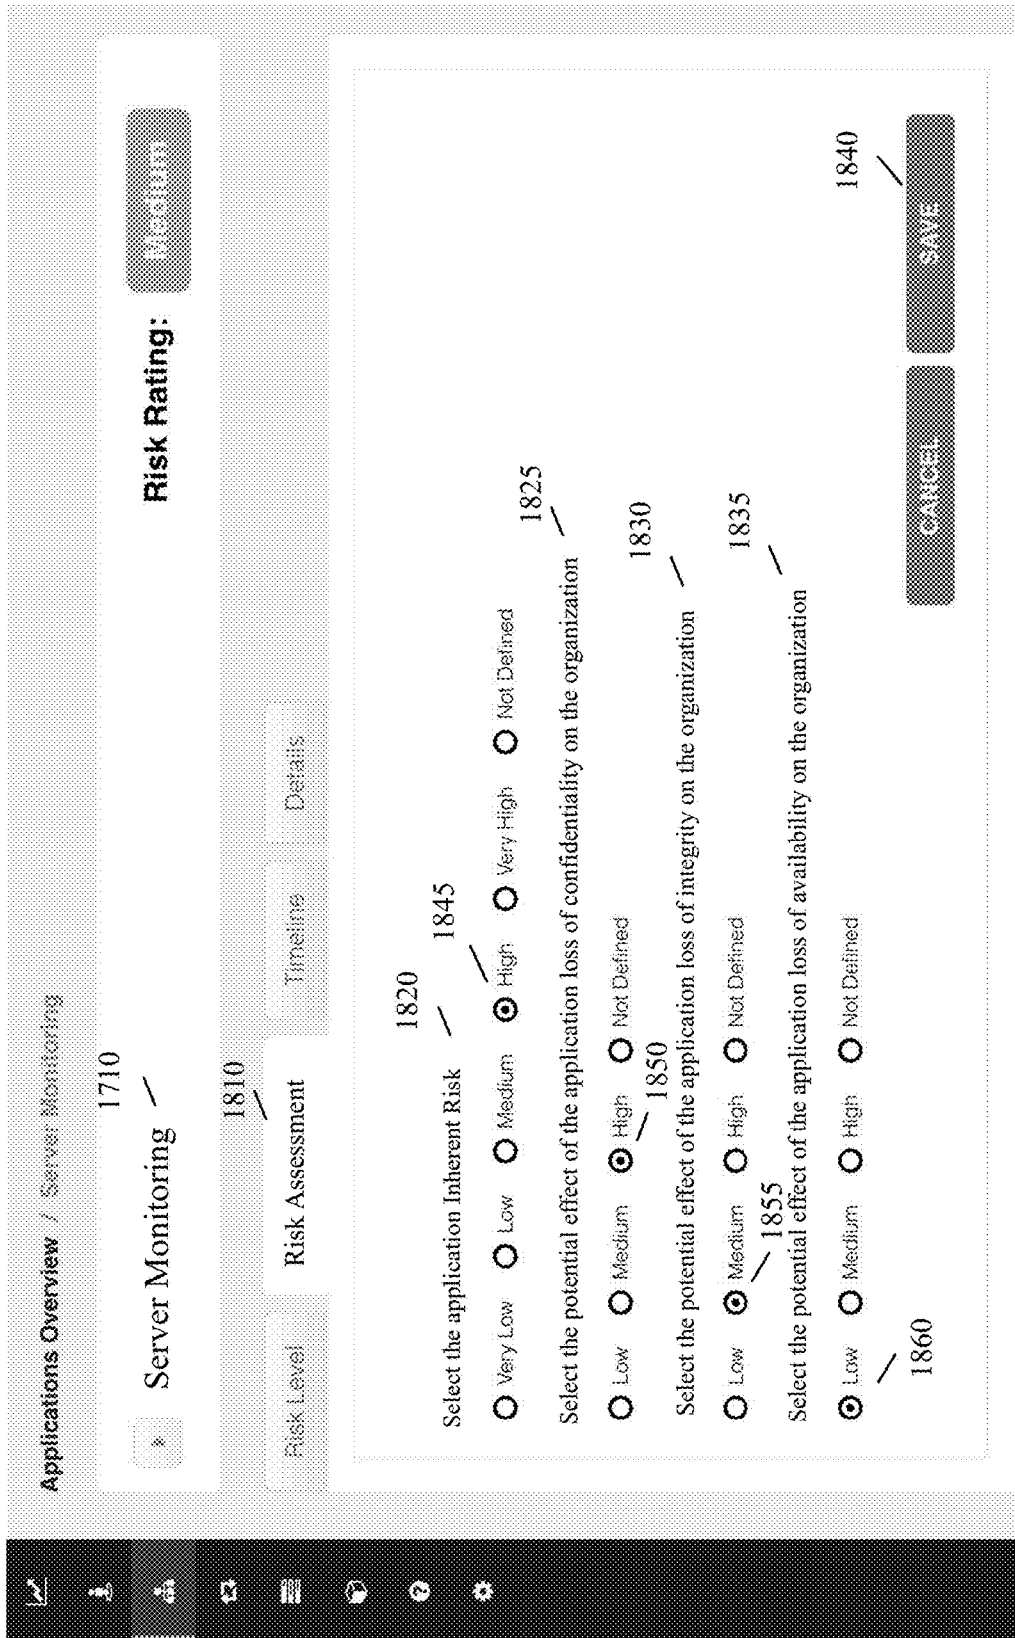 Applications Overview / Server Monitoring
1710
Server Monitoring
Risk Rating: Medium
1810
Risk Level Risk Assessment Timeline Details
1820
Select the application Inherent Risk
1845
Very Low Low Medium High Very High Not Defined
1825
Select the potential effect of the application loss of confidentiality on the organization
Low Medium High Not Defined
1850
1830
Select the potential effect of the application loss of integrity on the organization
Low Medium High Not Defined
1855
1835
Select the potential effect of the application loss of availability on the organization
Low Medium High Not Defined
1860
1840
CANCEL SAVE